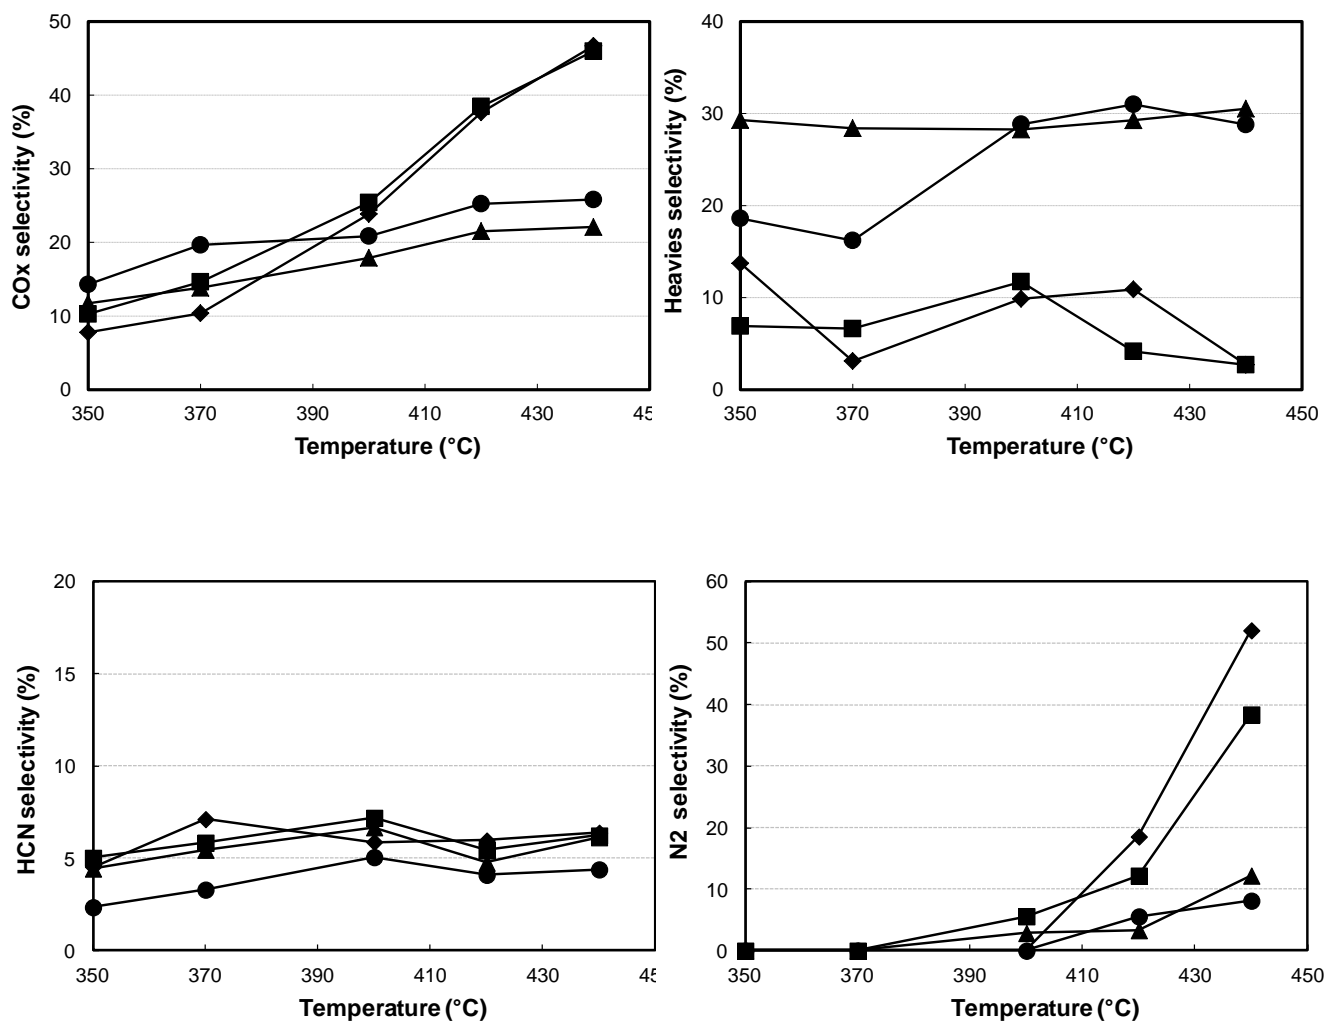 50
40
30
20
10
0
COx selectivity (%)
350 370 390 410 430 45
Temperature (°C)
40
30
20
10
0
Heavies selectivity (%)
350 370 390 410 430 450
Temperature (°C)
20
15
10
5
0
HCN selectivity (%)
350 370 390 410 430 45
Temperature (°C)
60
50
40
30
20
10
0
N2 selectivity (%)
350 370 390 410 430 450
Temperature (°C)